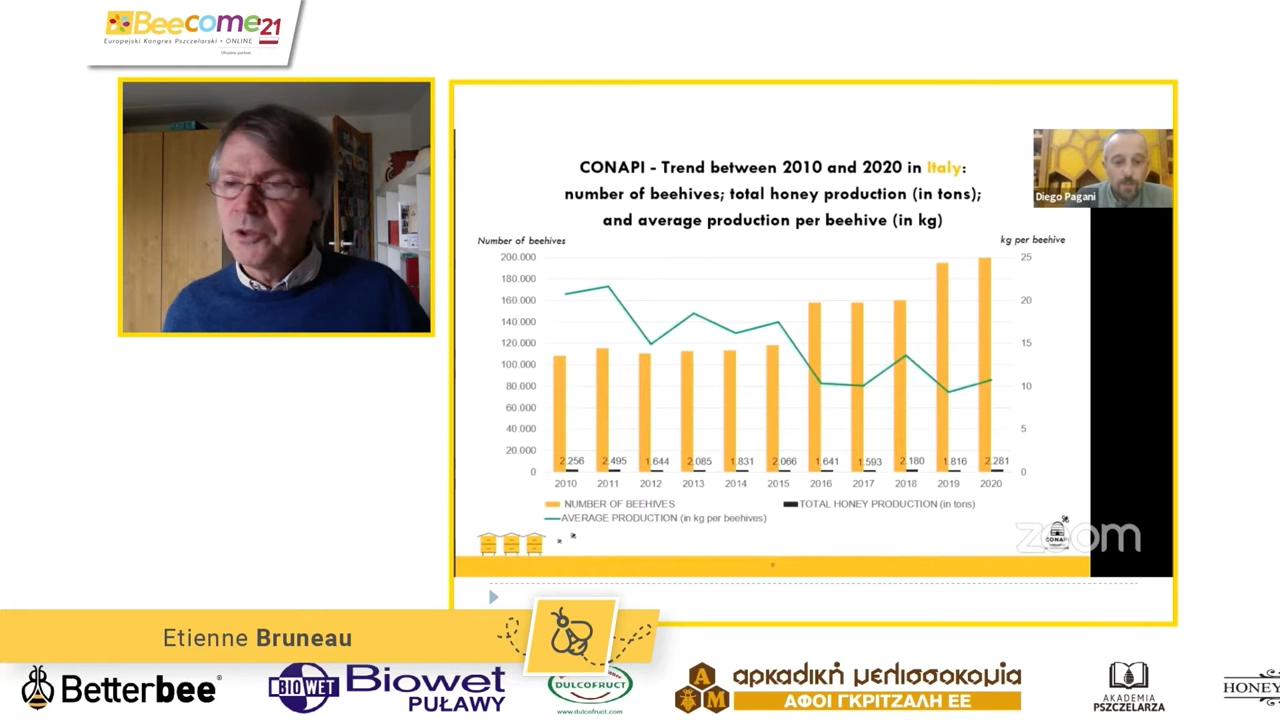 Beecome'21
Europejski Kongres Pszczelarski • ONLINE
CONAPI - Trend between 2010 and 2020 in Italy:
number of beehives; total honey production (in tons);
and average production per beehive (in kg)
Diego Pagani
Number of beehives
kg per beehive
200.000
180.000
160.000
140.000
120.000
100.000
80.000
60.000
40.000
20.000
0
25
20
15
10
5
0
2.256 2.495 1.644 2.085 1.831 2.066 1.641 1.593 2.180 1.816 2.281
2010 2011 2012 2013 2014 2015 2016 2017 2018 2019 2020
NUMBER OF BEEHIVES
TOTAL HONEY PRODUCTION (in tons)
AVERAGE PRODUCTION (in kg per beehives)
CONAPI
zoom
Etienne Bruneau
Betterbee®
BIOWET
Biowet
PUŁAWY
DULCOFRUCT
www.dulcofruct.com
ΑΜ
αρκαδική μελισσοκομία
ΑΦΟΙ ΓΚΡΙΤΖΑΛΗ ΕΕ
AKADEMIA
PSZCZELARZA
HONEY